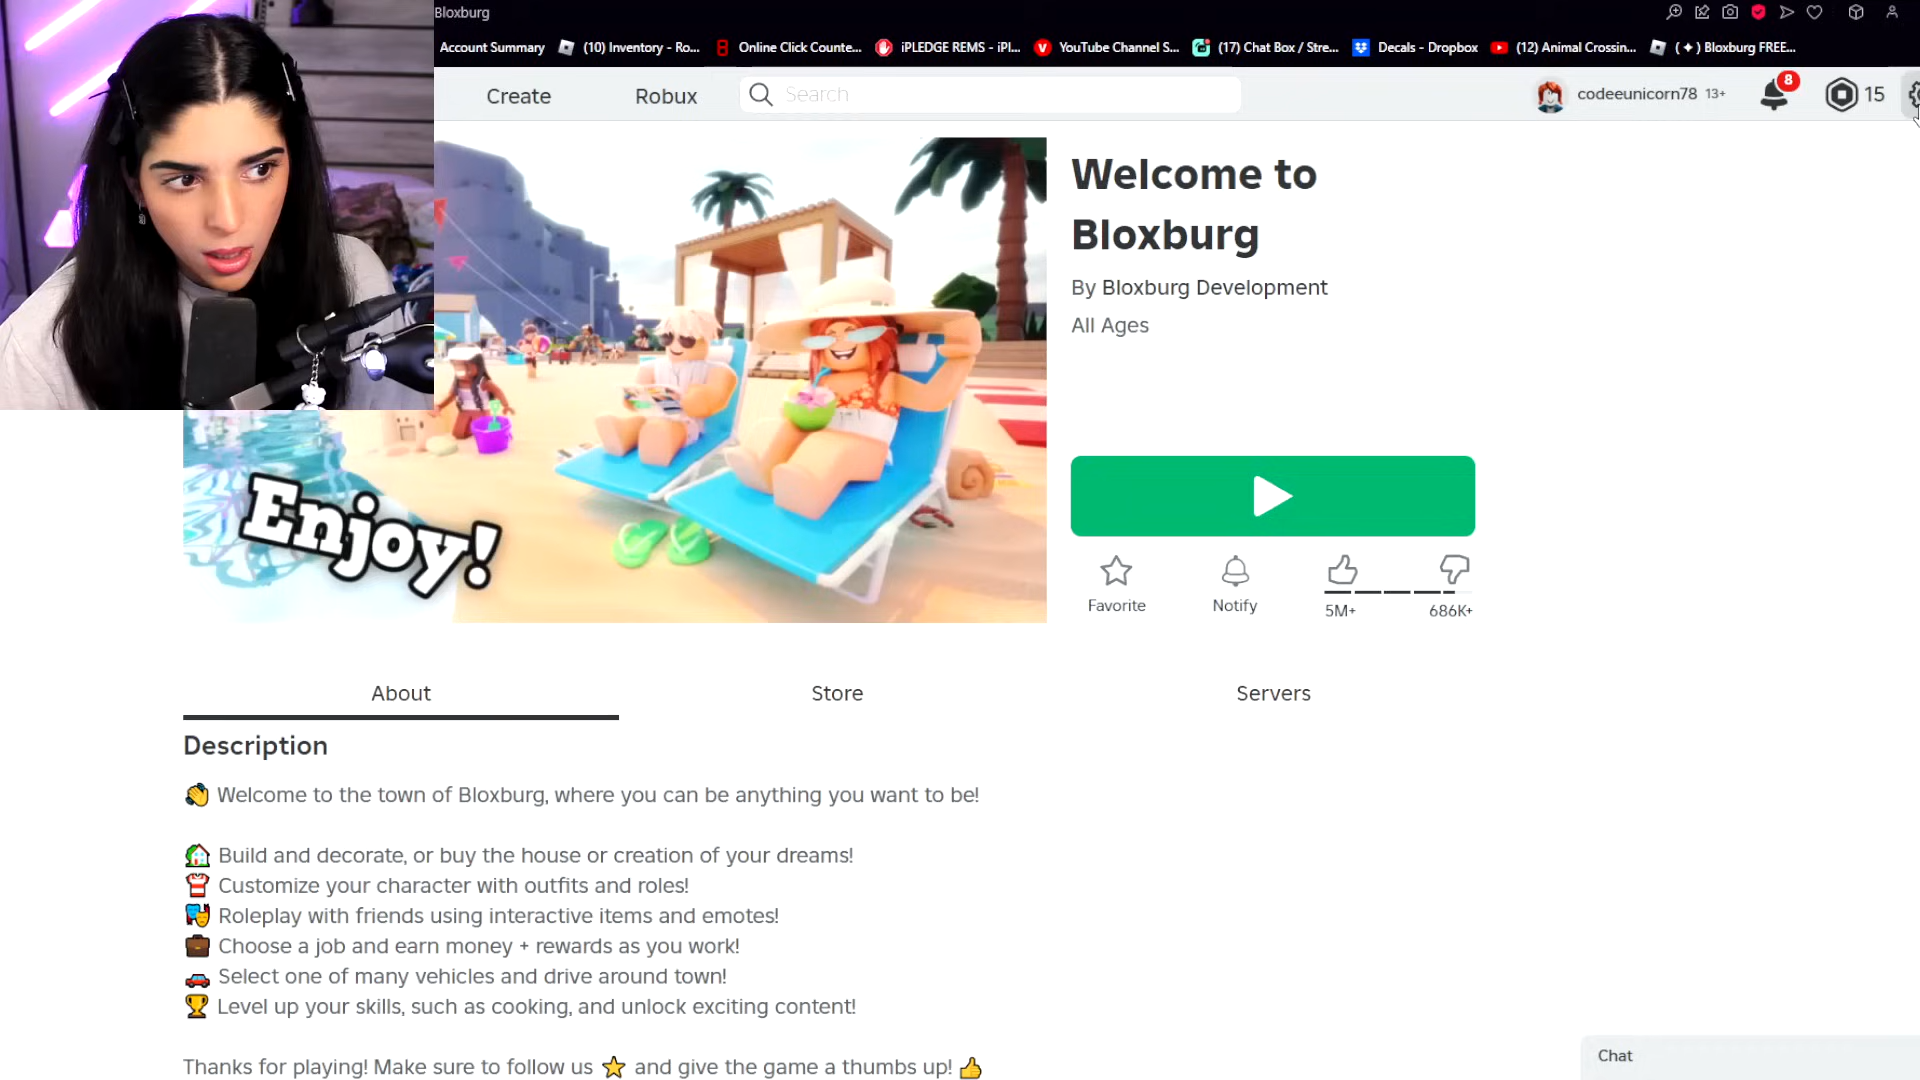 Bloxburg
Account Summary
(10) Inventory - Ro...
Online Click Counte...
iPLEDGE REMS - iPl...
YouTube Channel S...
(17) Chat Box / Stre...
Decals - Dropbox
(12) Animal Crossin...
( ✦ ) Bloxburg FREE...
Create
Robux
Search
codeeunicorn78 13+
8
15
Welcome to
Bloxburg
By Bloxburg Development
All Ages
Enjoy!
Favorite
Notify
5M+
686K+
About
Store
Servers
Description
👏 Welcome to the town of Bloxburg, where you can be anything you want to be!
🏡 Build and decorate, or buy the house or creation of your dreams!
👕 Customize your character with outfits and roles!
🎭 Roleplay with friends using interactive items and emotes!
💼 Choose a job and earn money + rewards as you work!
🚗 Select one of many vehicles and drive around town!
🏆 Level up your skills, such as cooking, and unlock exciting content!
Thanks for playing! Make sure to follow us ⭐ and give the game a thumbs up! 👍
Chat